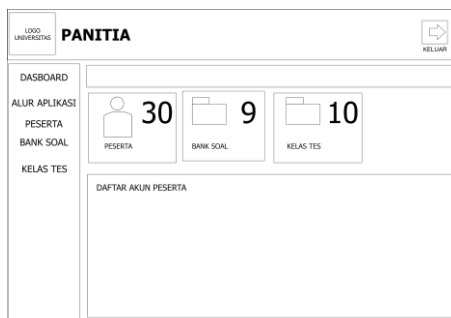 LOGO
UNIVERSITAS
PANITIA
KELUAR
DASBOARD
ALUR APLIKASI
PESERTA
BANK SOAL
KELAS TES
30
PESERTA
9
BANK SOAL
10
KELAS TES
DAFTAR AKUN PESERTA